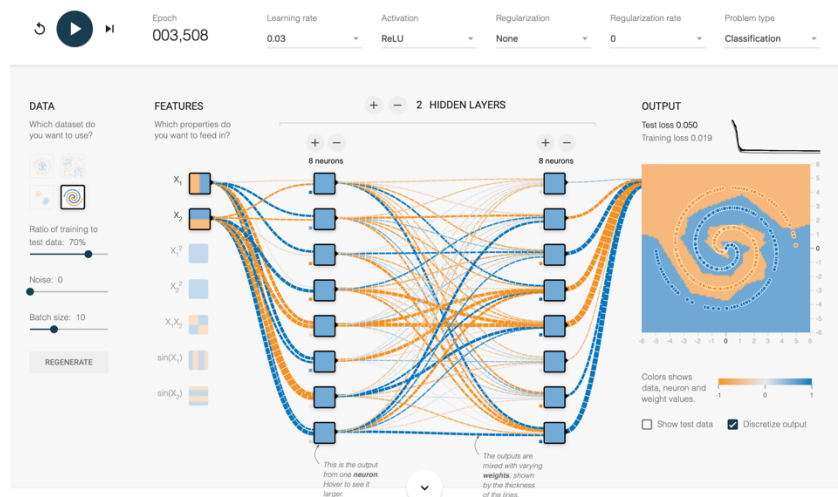 Epoch
003,508
Learning rate
0.03
Activation
ReLU
Regularization
None
Regularization rate
0
Problem type
Classification
DATA
Which dataset do
you want to use?
Ratio of training to
test data: 70%
Noise: 0
Batch size: 10
REGENERATE
FEATURES
Which properties do
you want to feed in?
X₁
X₂
X₁²
X₂²
X₁X₂
sin(X₁)
sin(X₂)
+ − 2 HIDDEN LAYERS
+ −
8 neurons
+ −
8 neurons
This is the output
from one neuron.
Hover to see it
larger.
The outputs are
mixed with varying
weights, shown
by the thickness
of the lines.
OUTPUT
Test loss 0.050
Training loss 0.019
6
5
4
3
2
1
0
-1
-2
-3
-4
-5
-6
-6 -5 -4 -3 -2 -1 0 1 2 3 4 5 6
Colors shows
data, neuron and
weight values.
-1 0 1
Show test data
Discretize output